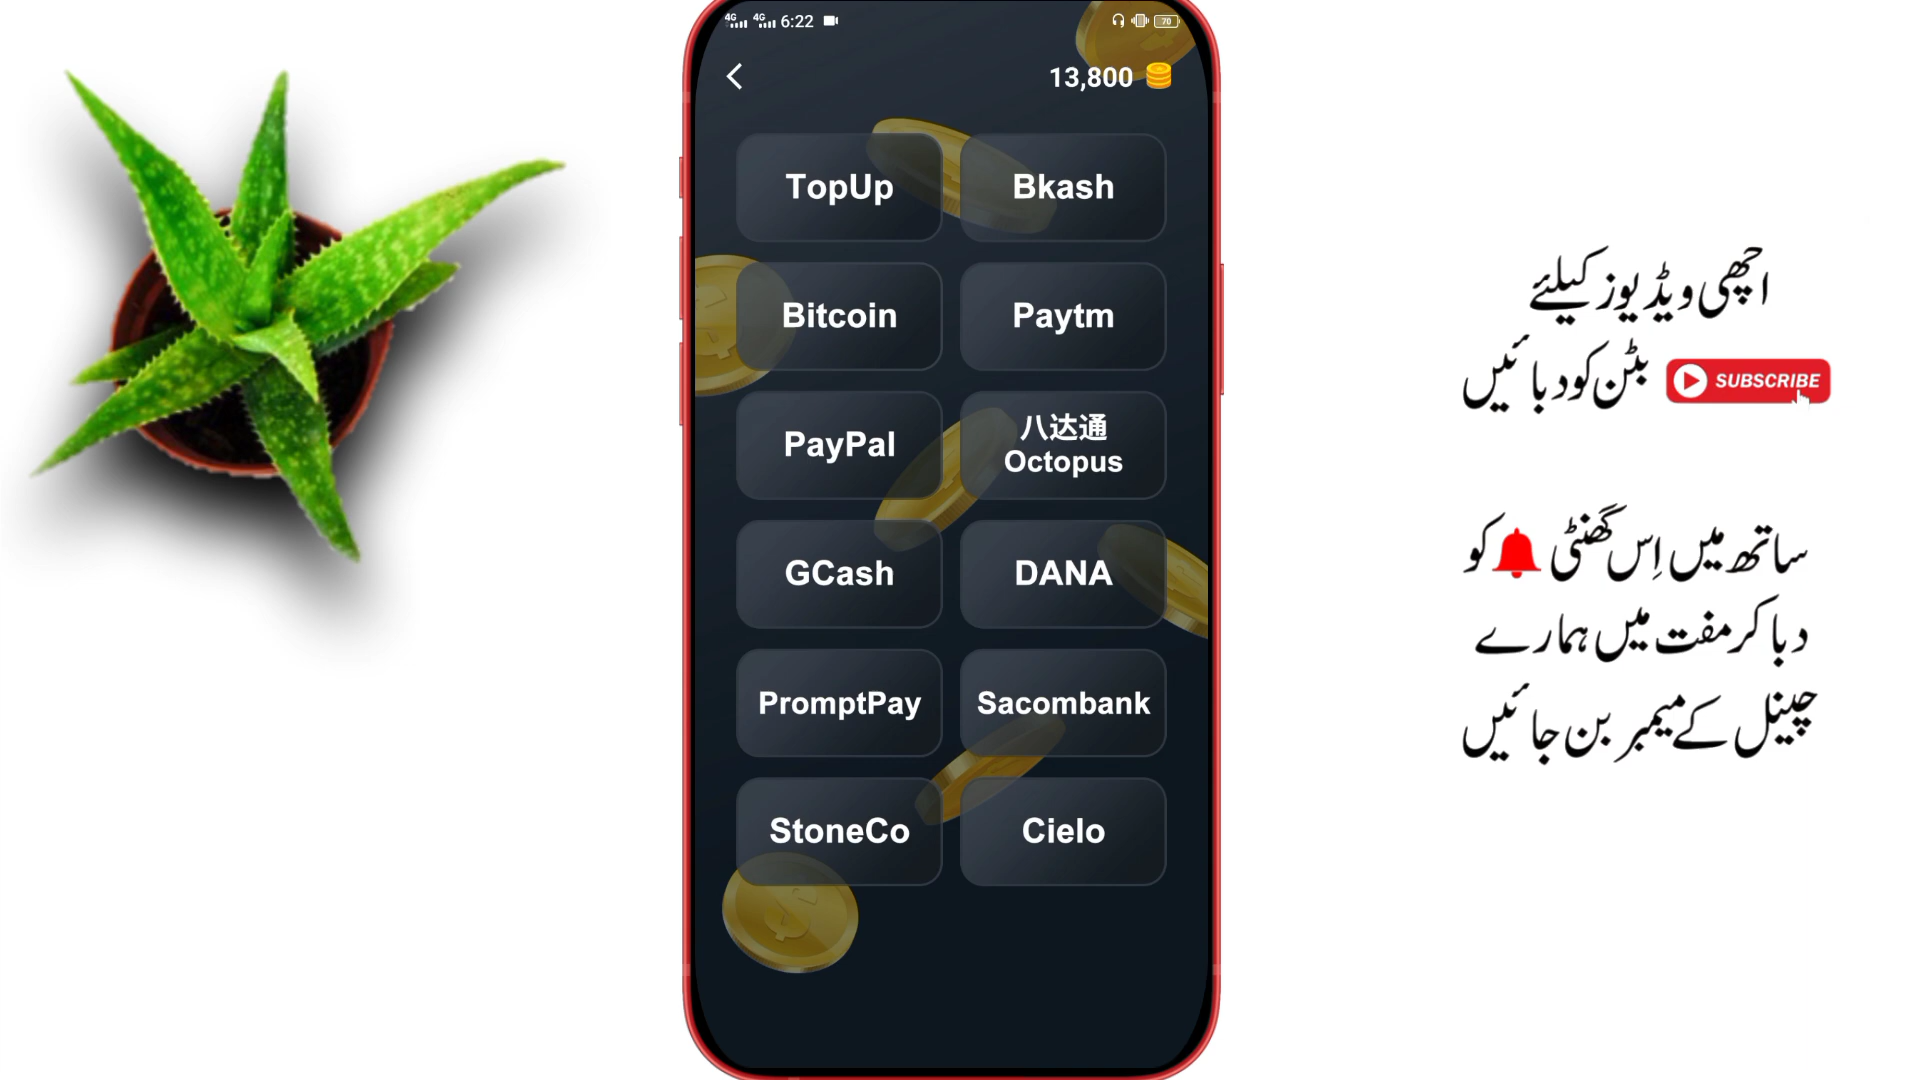 4G 4G 6:22 70
13,800
TopUp
Bkash
Bitcoin
Paytm
PayPal
八达通
Octopus
GCash
DANA
PromptPay
Sacombank
StoneCo
Cielo
اچھی ویڈیوز کیلئے
SUBSCRIBE بٹن کو دبائیں
ساتھ میں اِس گھنٹی کو
دبا کر مفت میں ہمارے
چینل کے میمبر بن جائیں